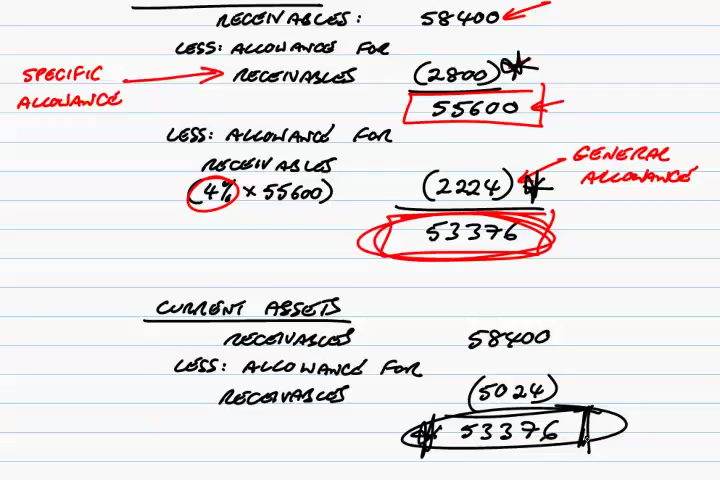 RECEIVABLES: 58400
LESS: ALLOWANCE FOR
SPECIFIC ALLOWANCE
RECEIVABLES (2800)*
55600
LESS: ALLOWANCE FOR
RECEIVABLES
GENERAL ALLOWANCE
(4% × 55600) (2224)*
53376
CURRENT ASSETS
RECEIVABLES 58400
LESS: ALLOWANCE FOR
RECEIVABLES (5024)
53376